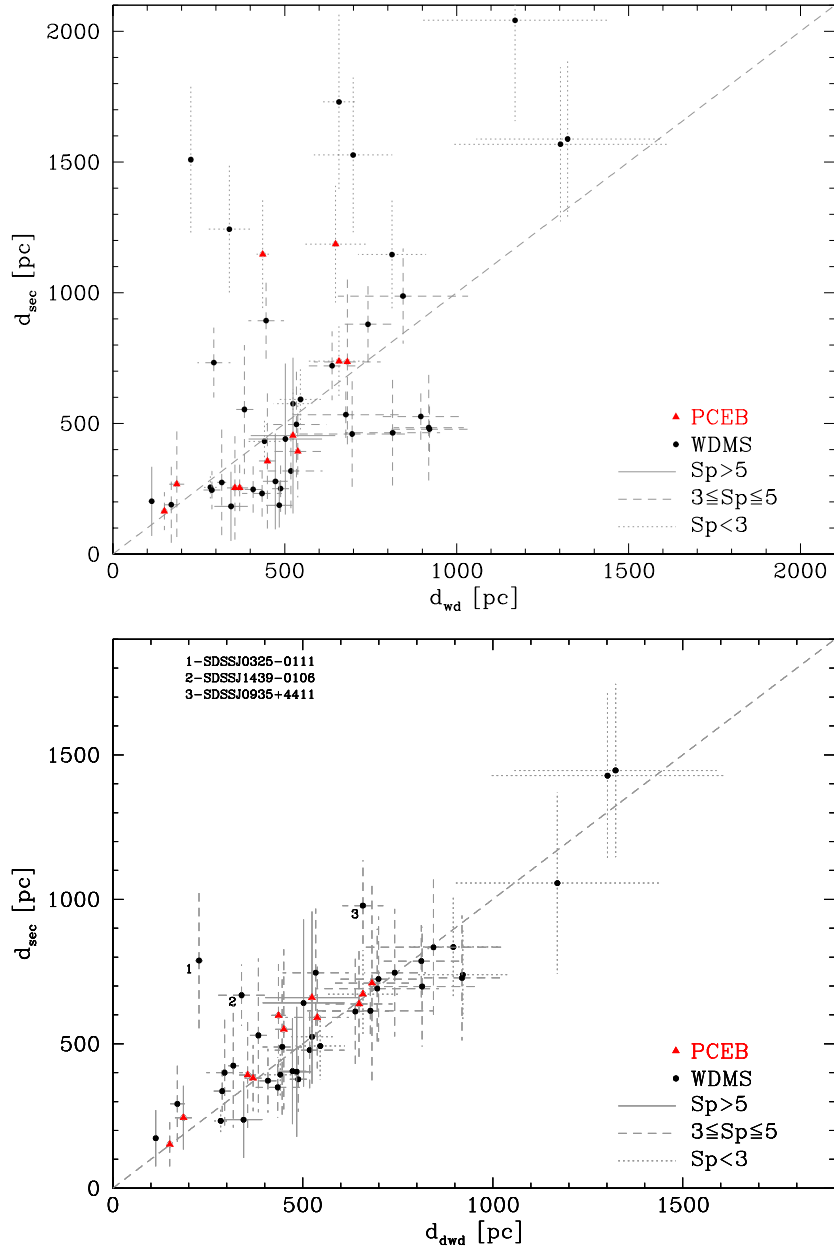 2000
1500
1000
500
0
d_sec [pc]
PCEB
WDMS
Sp>5
3≦Sp≦5
Sp<3
0 500 1000 1500 2000
d_wd [pc]
1-SDSSJ0325-0111
2-SDSSJ1439-0106
3-SDSSJ0935+4411
1500
1000
3
1
2
500
0
d_sec [pc]
PCEB
WDMS
Sp>5
3≦Sp≦5
Sp<3
0 500 1000 1500
d_dwd [pc]